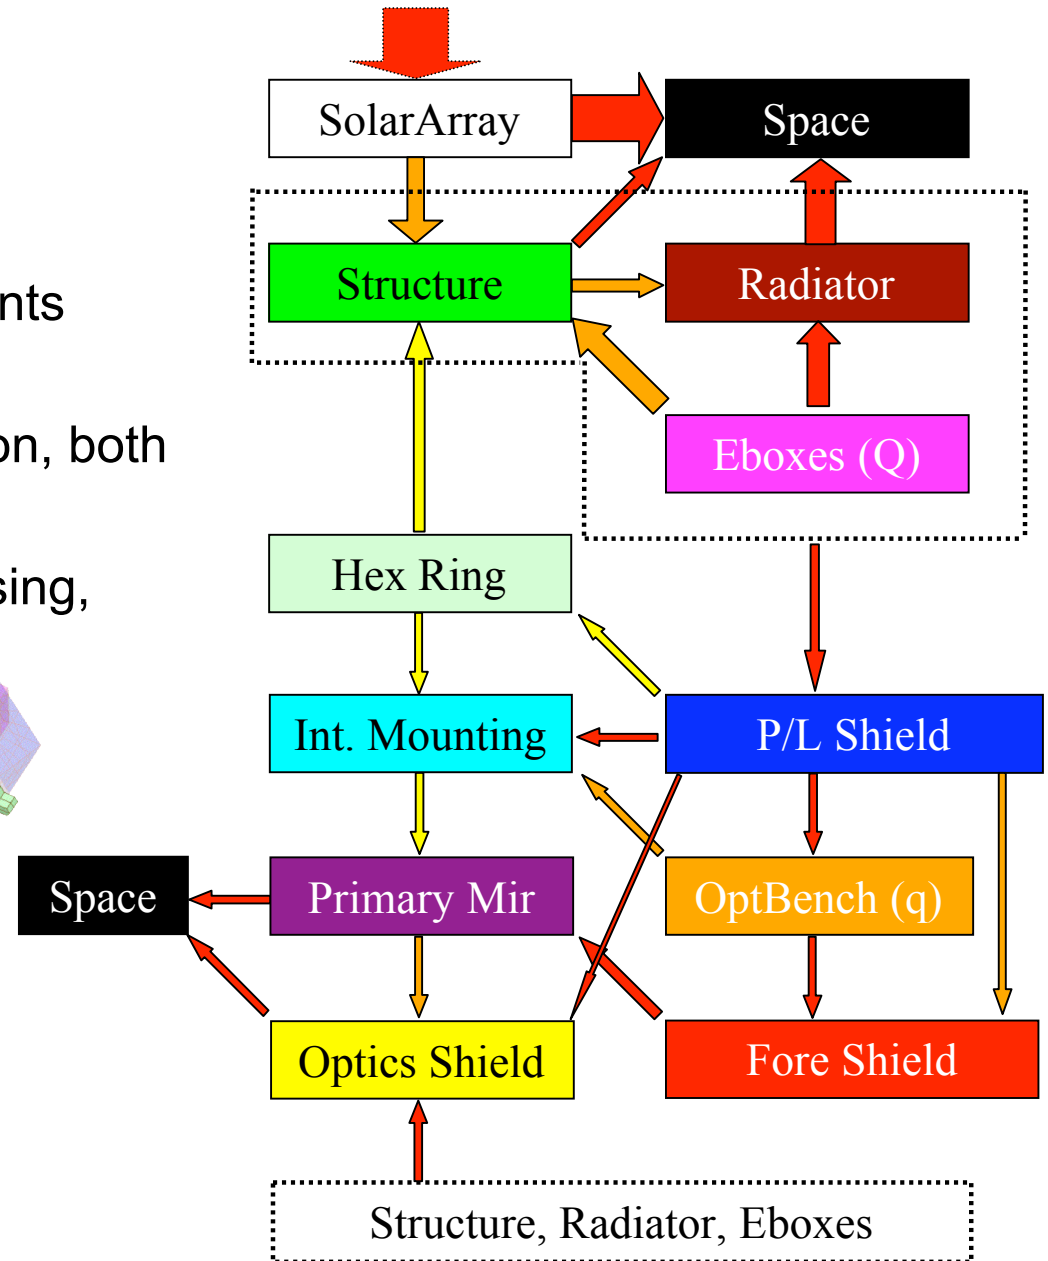 SolarArray
Space
Structure
Radiator
nts
on, both
Eboxes (Q)
Hex Ring
sing,
Int. Mounting
P/L Shield
Space
Primary Mir
OptBench (q)
Optics Shield
Fore Shield
Structure, Radiator, Eboxes